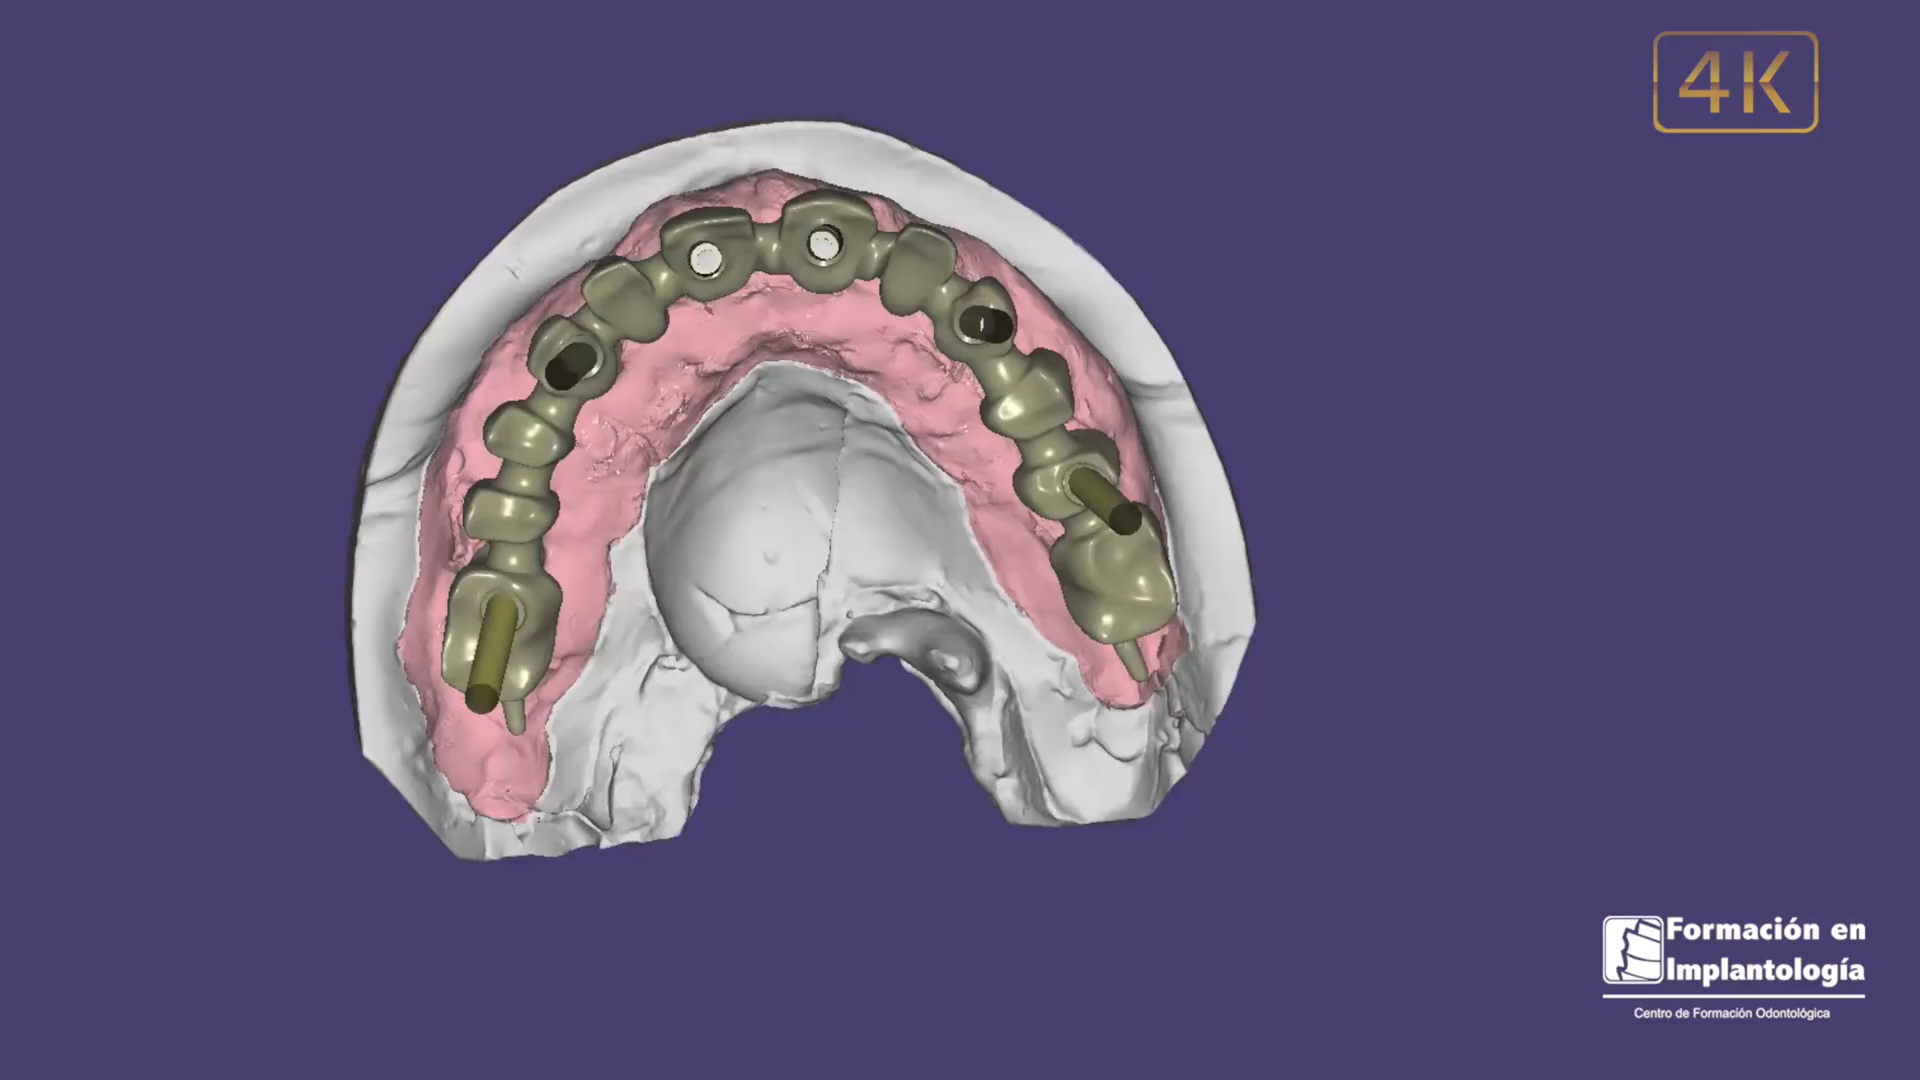 4K
Formación en
Implantología
Centro de Formación Odontológica